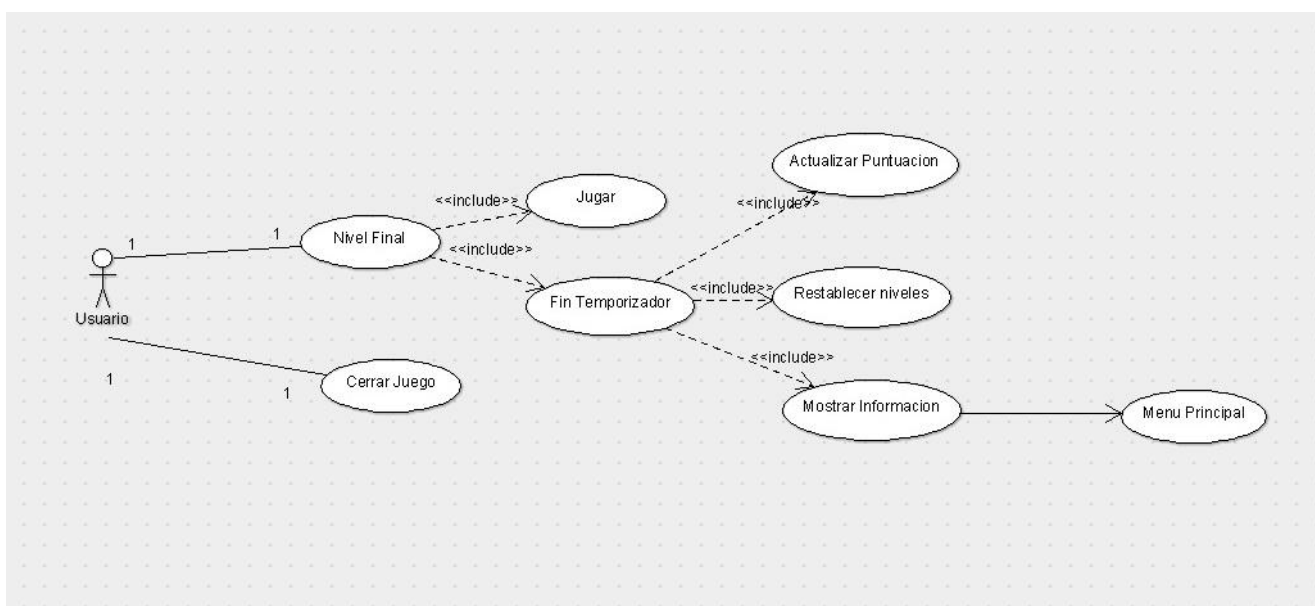 Actualizar Puntuacion
<<include>>
Jugar
<<include>>
1
1
Nivel Final
<<include>>
Usuario
Fin Temporizador
<<include>>
Restablecer niveles
<<include>>
1
1
Cerrar Juego
Mostrar Informacion
Menu Principal